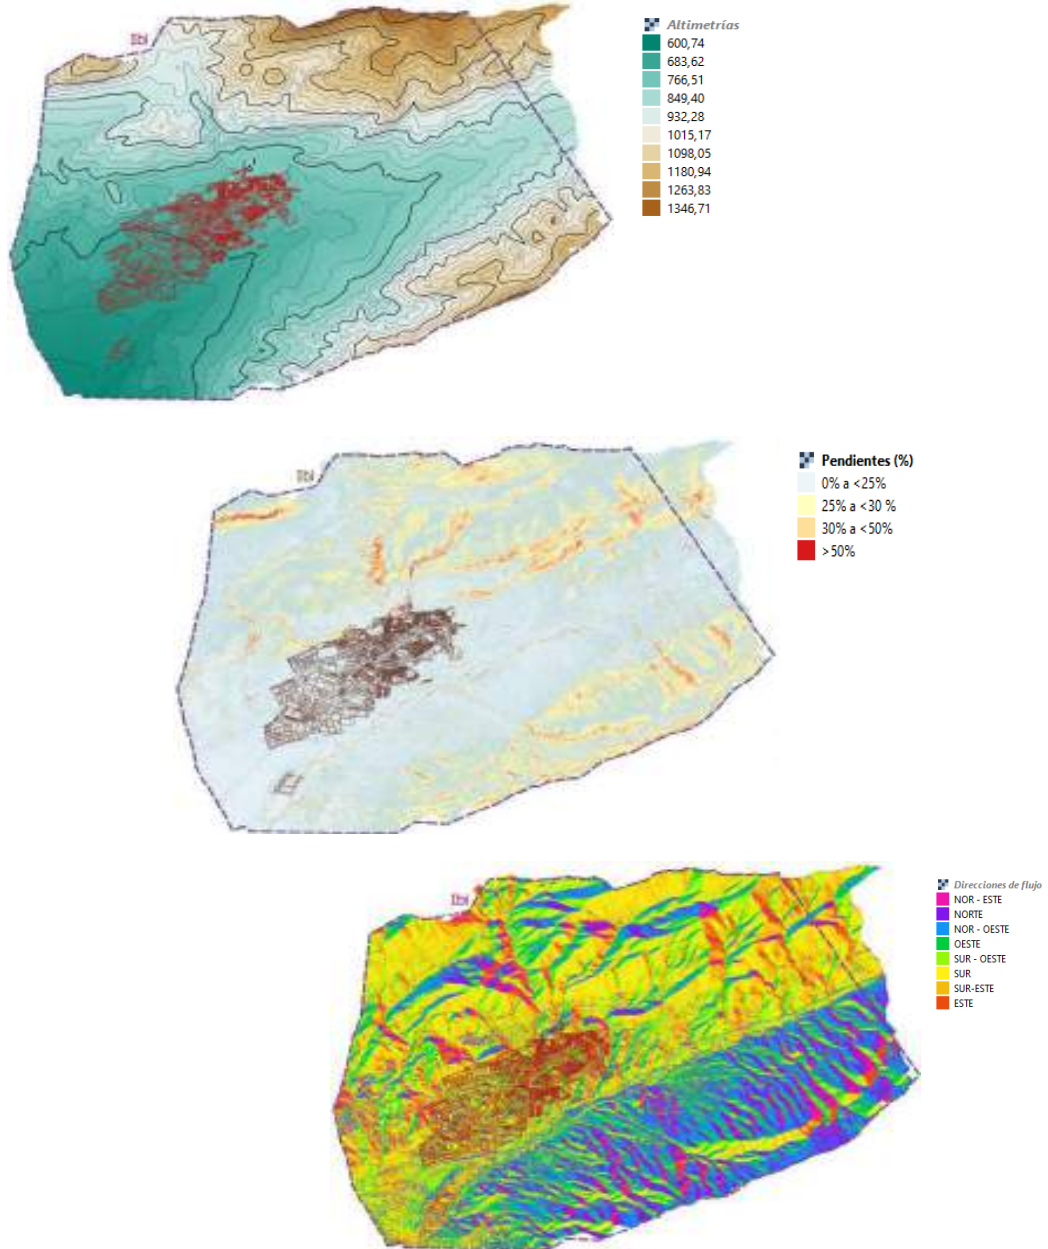 Ibi
Altimetrías
600,74
683,62
766,51
849,40
932,28
1015,17
1098,05
1180,94
1263,83
1346,71
Ibi
Pendientes (%)
0% a <25%
25% a <30 %
30% a <50%
>50%
Ibi
Direcciones de flujo
NOR - ESTE
NORTE
NOR - OESTE
OESTE
SUR - OESTE
SUR
SUR-ESTE
ESTE